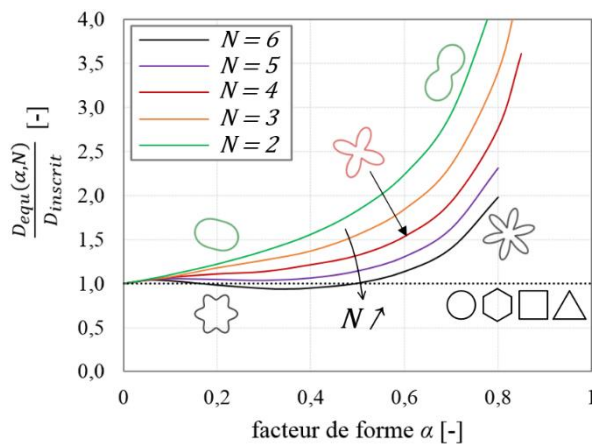 4,0
3,5
3,0
2,5
2,0
1,5
1,0
0,5
0,0
D_equ(α,N)
D_inscrit
[-]
N = 6
N = 5
N = 4
N = 3
N = 2
N ↗
0 0,2 0,4 0,6 0,8 1
facteur de forme α [-]